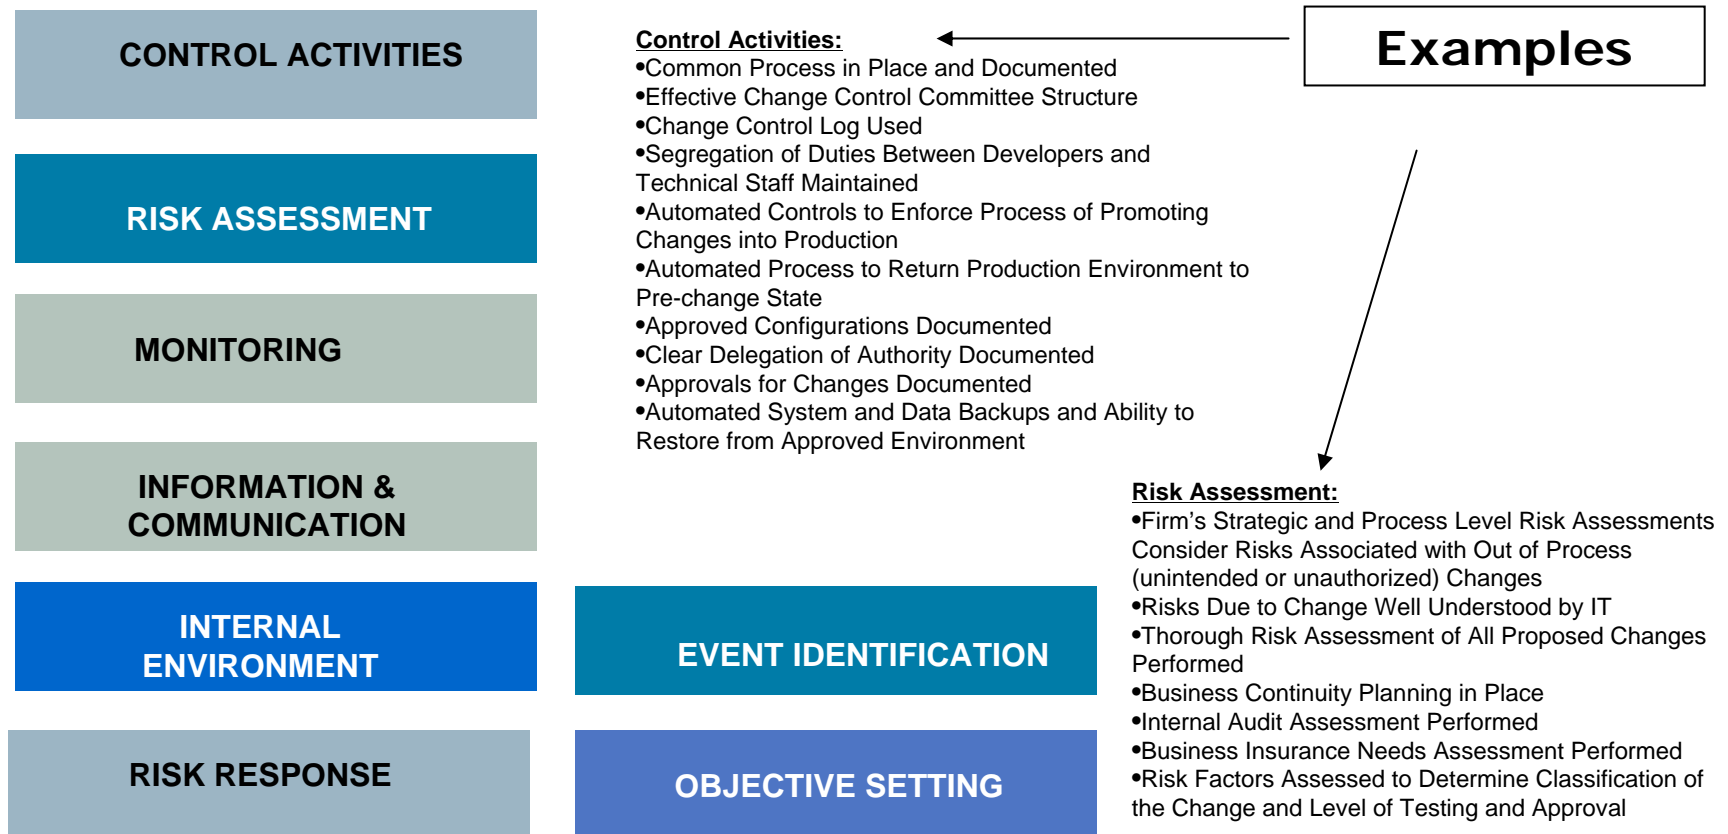 CONTROL ACTIVITIES
RISK ASSESSMENT
MONITORING
INFORMATION &
COMMUNICATION
INTERNAL
ENVIRONMENT
RISK RESPONSE
EVENT IDENTIFICATION
OBJECTIVE SETTING
Examples
Control Activities:
•Common Process in Place and Documented
•Effective Change Control Committee Structure
•Change Control Log Used
•Segregation of Duties Between Developers and
Technical Staff Maintained
•Automated Controls to Enforce Process of Promoting
Changes into Production
•Automated Process to Return Production Environment to
Pre-change State
•Approved Configurations Documented
•Clear Delegation of Authority Documented
•Approvals for Changes Documented
•Automated System and Data Backups and Ability to
Restore from Approved Environment
Risk Assessment:
•Firm's Strategic and Process Level Risk Assessments
Consider Risks Associated with Out of Process
(unintended or unauthorized) Changes
•Risks Due to Change Well Understood by IT
•Thorough Risk Assessment of All Proposed Changes
Performed
•Business Continuity Planning in Place
•Internal Audit Assessment Performed
•Business Insurance Needs Assessment Performed
•Risk Factors Assessed to Determine Classification of
the Change and Level of Testing and Approval